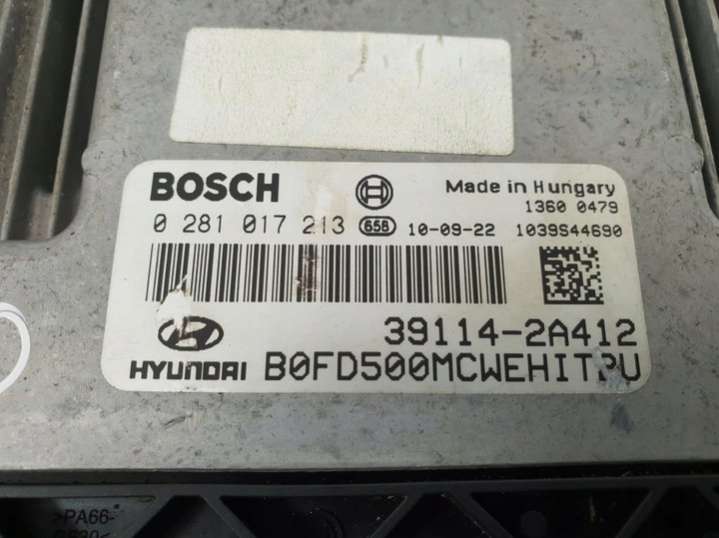 BOSCH
Made in Hungary
1360 0479
0 281 017 213 658 10-09-22 1039S44690
39114-2A412
HYUNDAI B0FD500MCWEHITPU
>PA66-